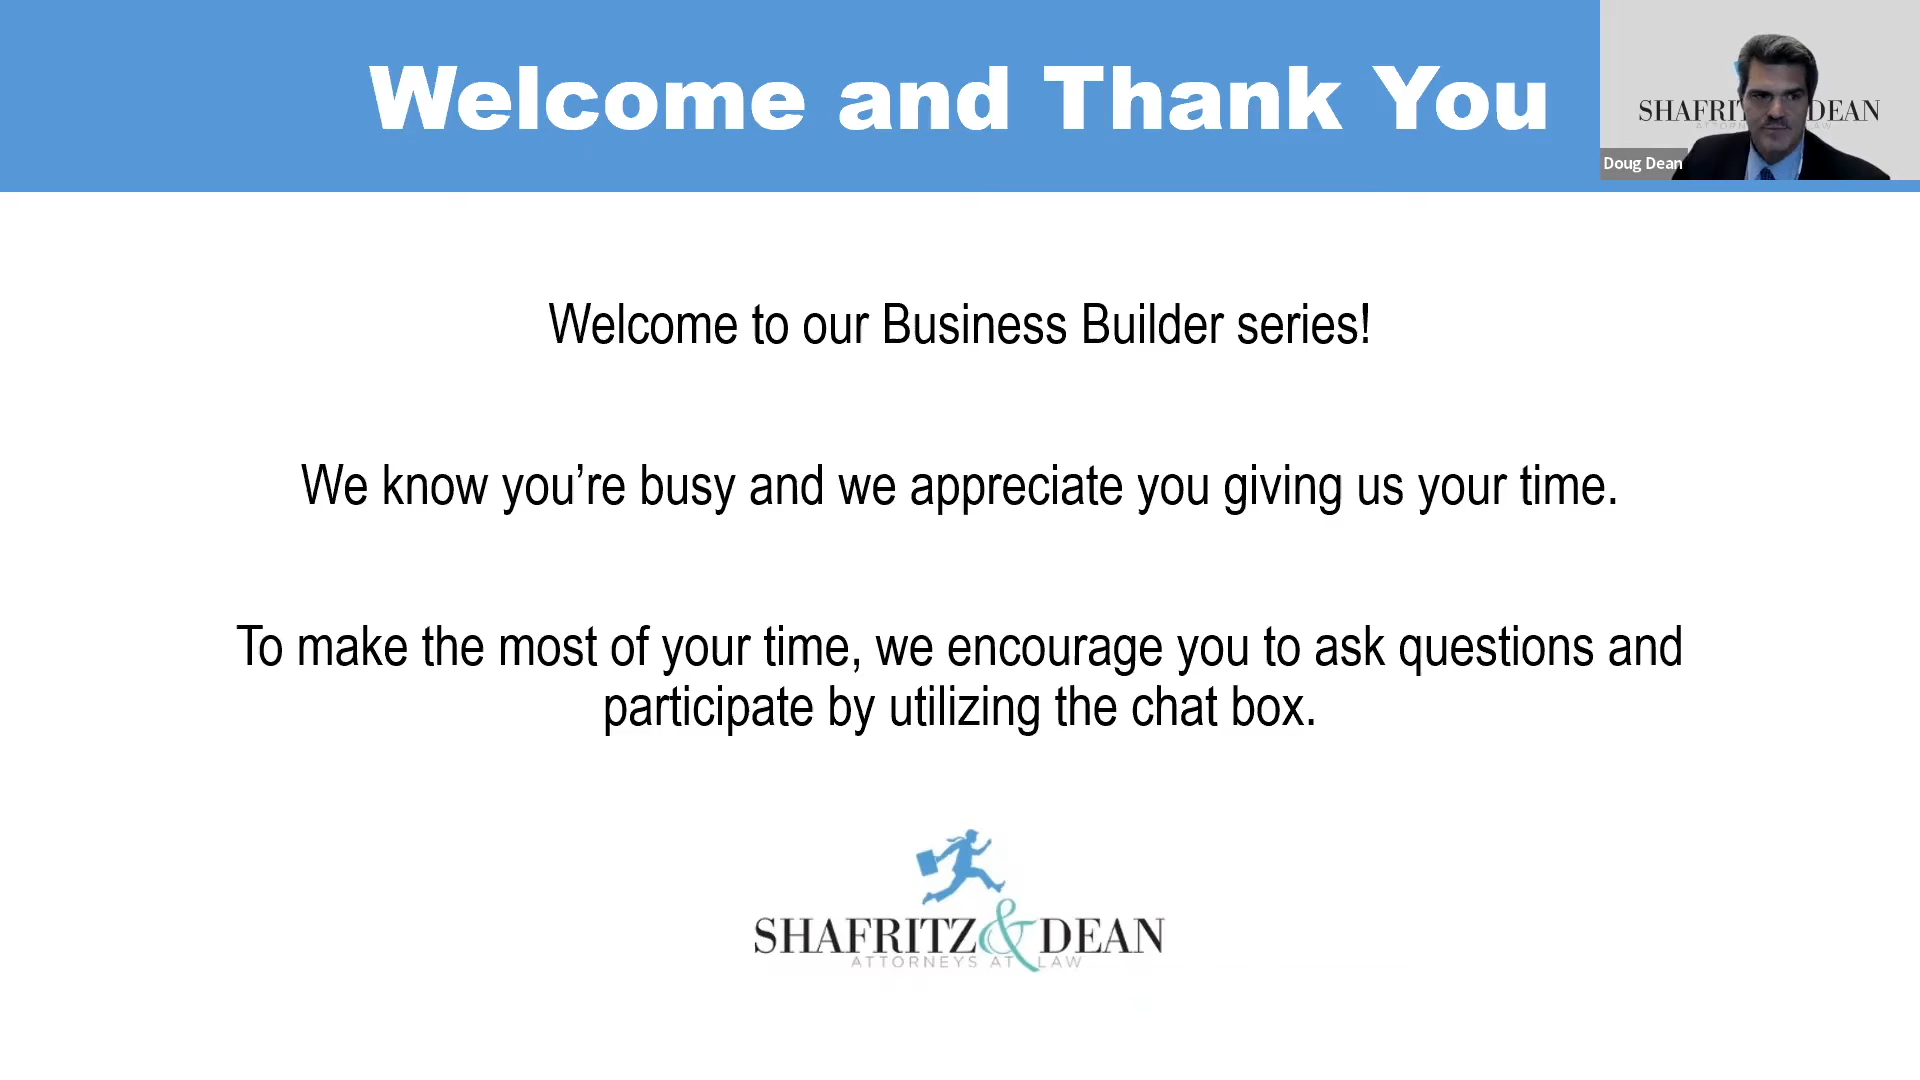 Welcome and Thank You
SHAFRIT DEAN
Doug Dean
Welcome to our Business Builder series!
We know you’re busy and we appreciate you giving us your time.
To make the most of your time, we encourage you to ask questions and
participate by utilizing the chat box.
SHAFRITZ & DEAN
ATTORNEYS AT LAW